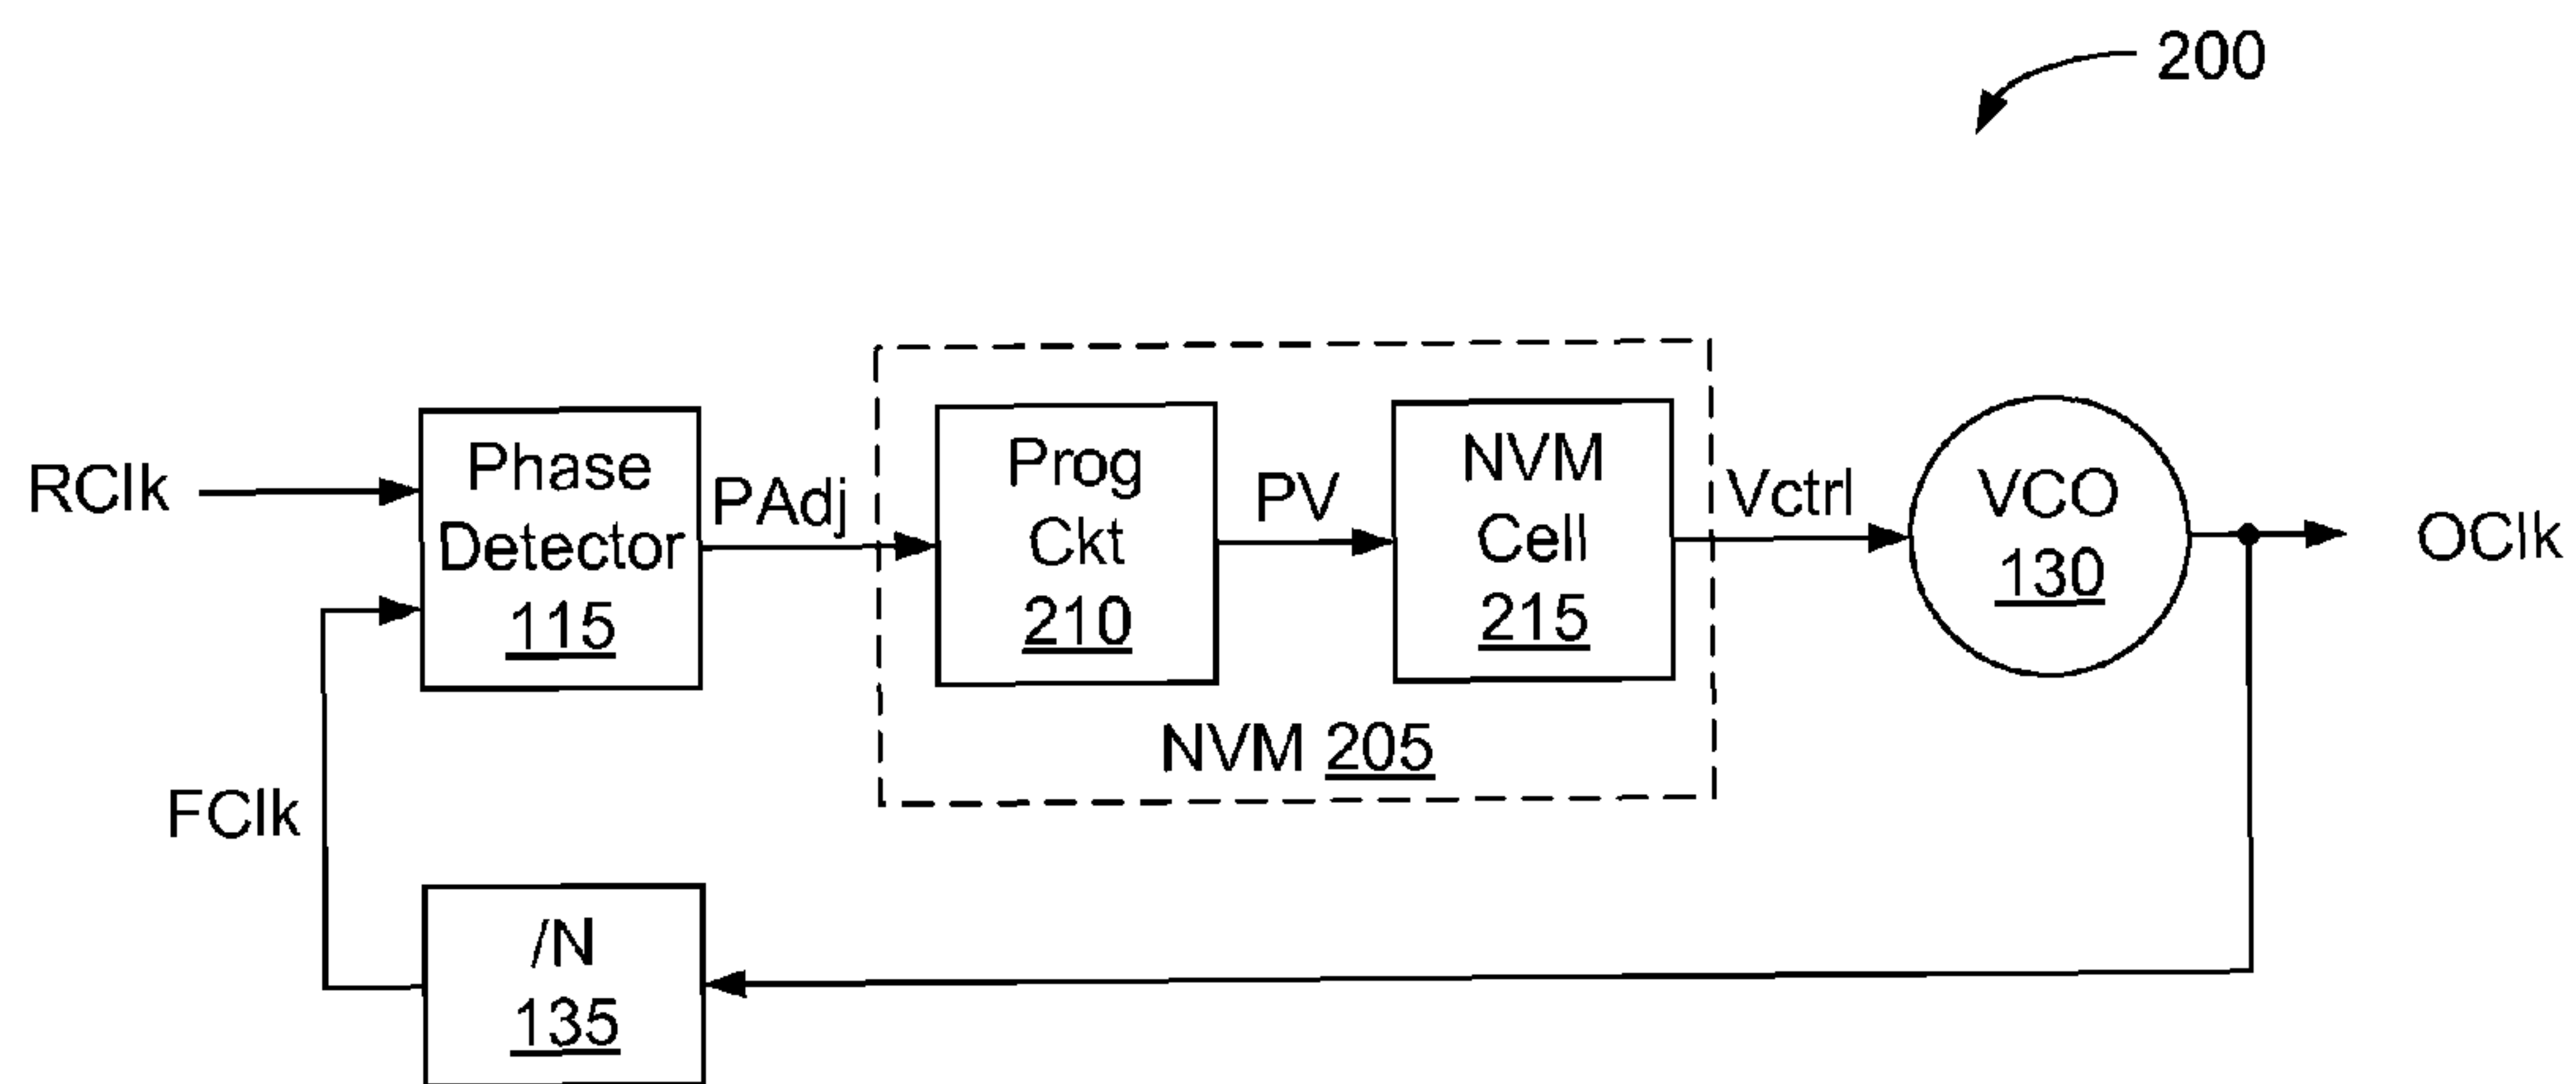 200
RClk
Phase
Detector
115
PAdj
Prog
Ckt
210
PV
NVM
Cell
215
NVM 205
Vctrl
VCO
130
OClk
FClk
/N
135